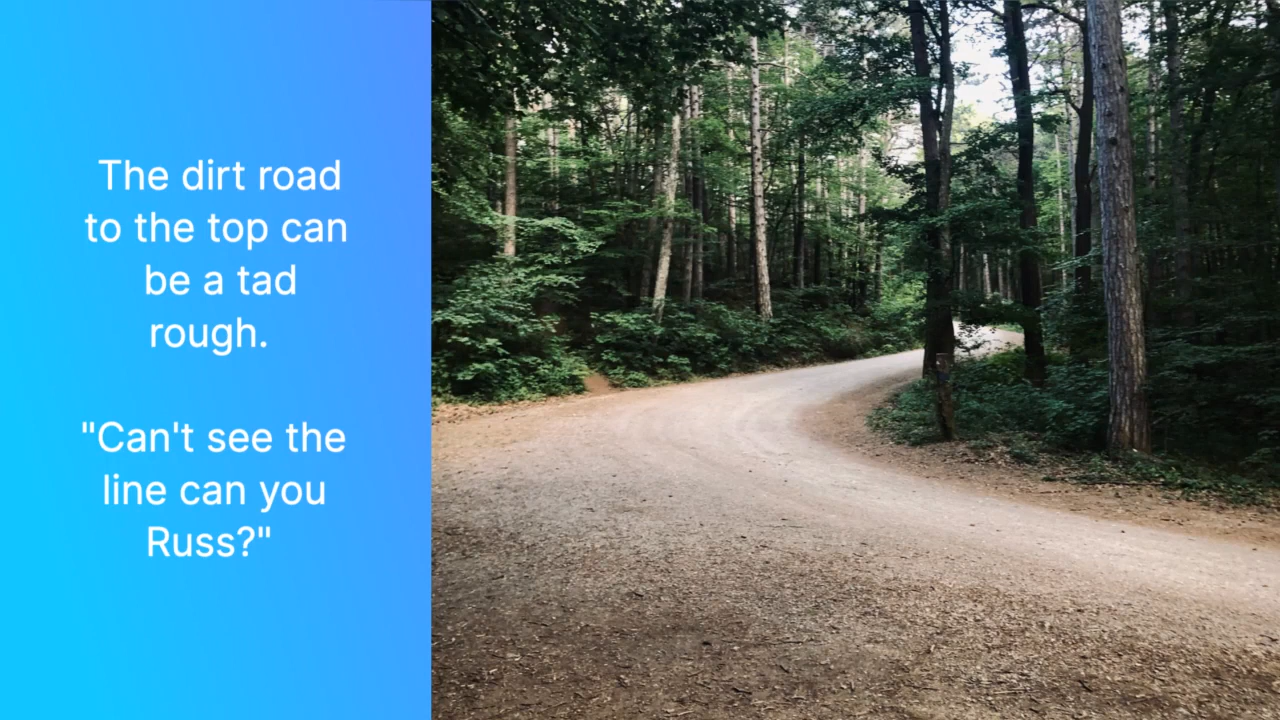 The dirt road
to the top can
be a tad
rough.
"Can't see the
line can you
Russ?"